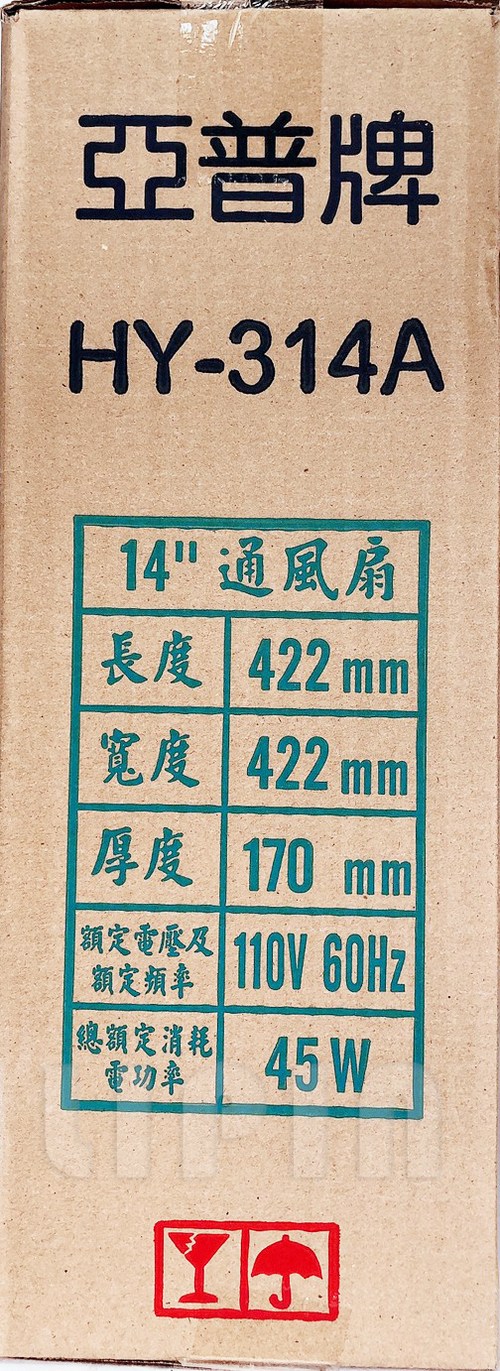 亞普牌
HY-314A
14" 通風扇
長度 422 mm
寬度 422 mm
厚度 170 mm
額定電壓及
額定頻率 110V 60Hz
總額定消耗
電功率 45 W